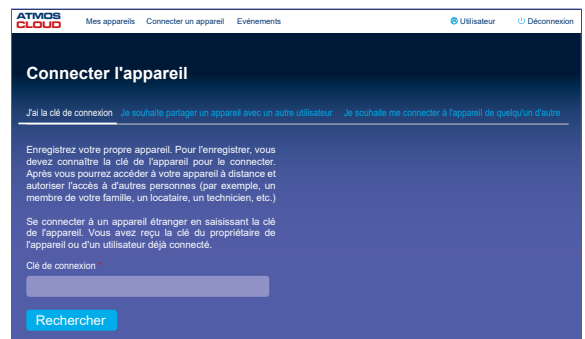 ATMOS
CLOUD
Mes appareils Connecter un appareil Evénements Utilisateur Déconnexion
Connecter l'appareil
J'ai la clé de connexion Je souhaite partager un appareil avec un autre utilisateur Je souhaite me connecter à l'appareil de quelqu'un d'autre
Enregistrez votre propre appareil. Pour l'enregistrer, vous
devez connaître la clé de l'appareil pour le connecter.
Après vous pourrez accéder à votre appareil à distance et
autoriser l'accès à d'autres personnes (par exemple, un
membre de votre famille, un locataire, un technicien, etc.)
Se connecter à un appareil étranger en saisissant la clé
de l'appareil. Vous avez reçu la clé du propriétaire de
l'appareil ou d'un utilisateur déjà connecté.
Clé de connexion *
Rechercher